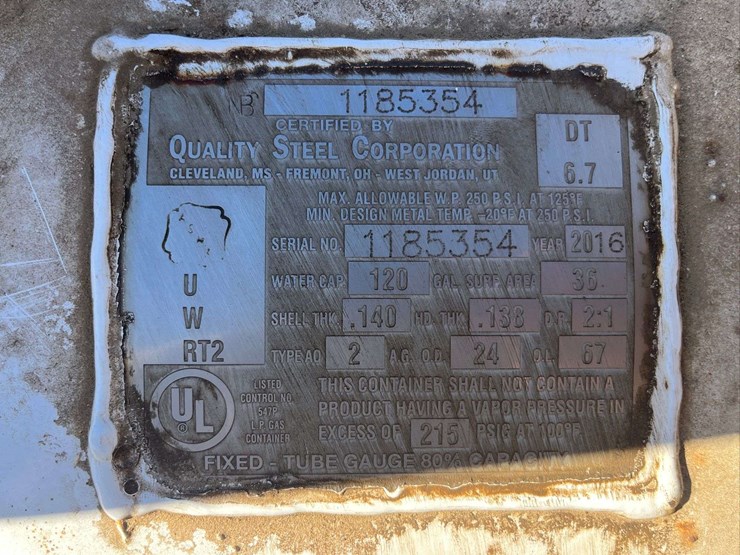 NB 1185354
CERTIFIED BY
QUALITY STEEL CORPORATION
CLEVELAND, MS - FREMONT, OH - WEST JORDAN, UT
DT
6.7
MAX. ALLOWABLE W.P. 250 P.S.I. AT 125°F
MIN. DESIGN METAL TEMP. -20°F AT 250 P.S.I.
SERIAL NO. 1185354 YEAR 2016
WATER CAP 120 GAL. SURF AREA 36
U
W
RT2
SHELL THK .140 HD. THK .136 D.R. 2:1
TYPE AO 2 A.G. O.D. 24 O.L. 67
UL
LISTED
CONTROL NO.
547P
L.P. GAS
CONTAINER
THIS CONTAINER SHALL NOT CONTAIN A
PRODUCT HAVING A VAPOR PRESSURE IN
EXCESS OF 215 PSIG AT 100°F
FIXED - TUBE GAUGE 80% CAPACITY